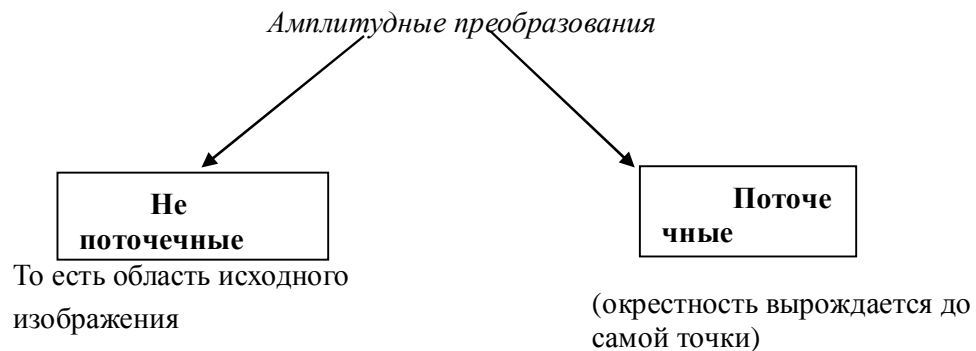 Амплитудные преобразования
Не
поточечные
Поточе
чные
То есть область исходного
изображения
(окрестность вырождается до
самой точки)